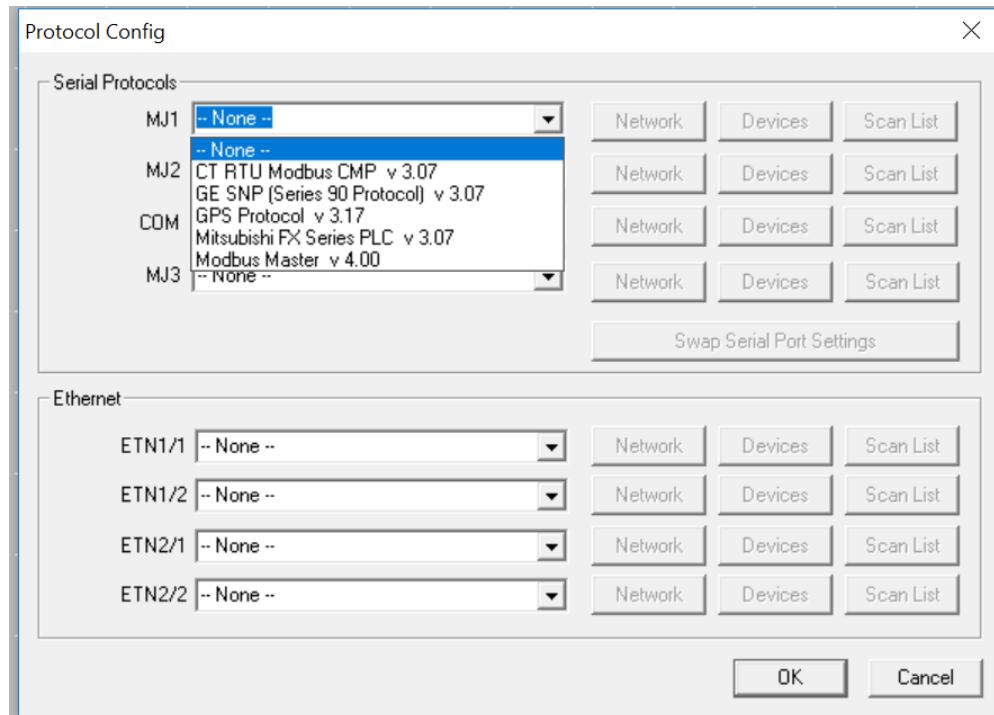 Protocol Config
Serial Protocols
MJ1 -- None -- Network Devices Scan List
-- None --
MJ2 CT RTU Modbus CMP v 3.07 Network Devices Scan List
GE SNP (Series 90 Protocol) v 3.07
COM GPS Protocol v 3.17 Network Devices Scan List
Mitsubishi FX Series PLC v 3.07
Modbus Master v 4.00
MJ3 -- None -- Network Devices Scan List
Swap Serial Port Settings
Ethernet
ETN1/1 -- None -- Network Devices Scan List
ETN1/2 -- None -- Network Devices Scan List
ETN2/1 -- None -- Network Devices Scan List
ETN2/2 -- None -- Network Devices Scan List
OK Cancel